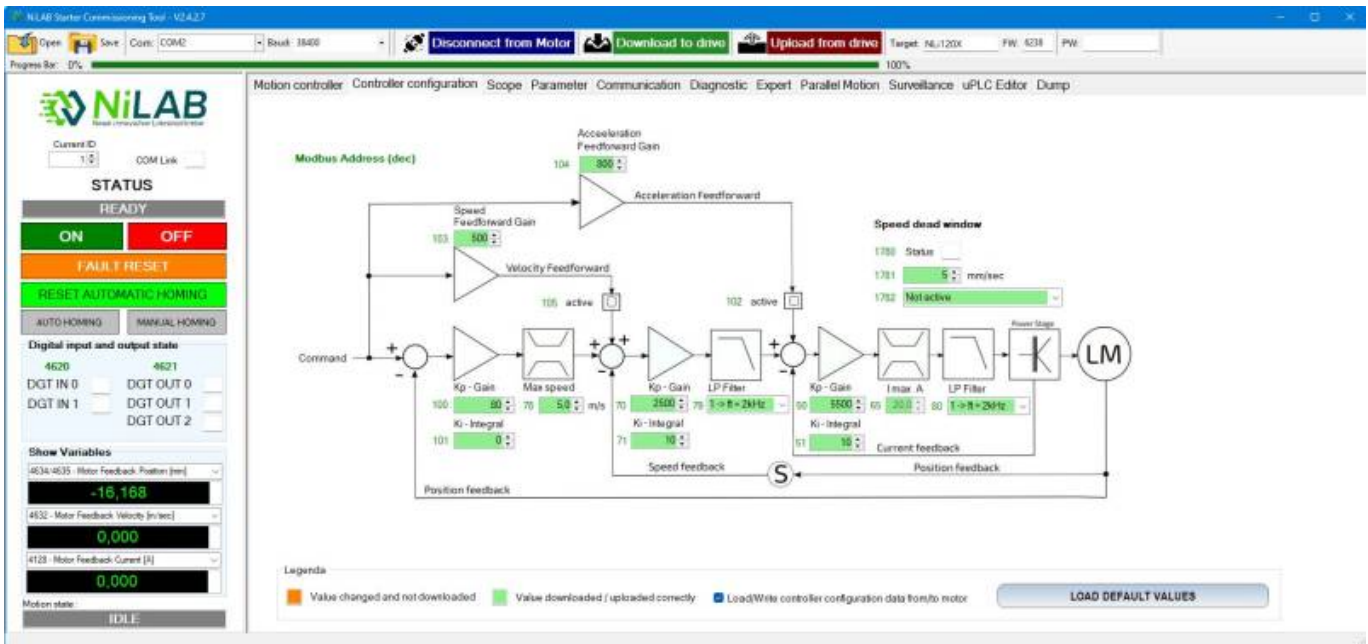 NiLAB Starter Commissioning Tool - V2.4.2.7
Open Save Com: COM2 Baud: 38400 Disconnect from Motor Download to drive Upload from drive Target: NL/120X FW: 6238 PW:
Progress Bar: 0% 100%
Motion controller Controller configuration Scope Parameter Communication Diagnostic Expert Parallel Motion Surveillance uPLC Editor Dump
NiLAB
Current ID
1 COM Link
STATUS
READY
ON OFF
FAULT RESET
RESET AUTOMATIC HOMING
AUTO HOMING MANUAL HOMING
Digital input and output state
4620 4621
DGT IN 0 DGT OUT 0
DGT IN 1 DGT OUT 1
DGT OUT 2
Show Variables
4634/4635 - Motor Feedback Position [mm]
-16,168
4632 - Motor Feedback Velocity [m/sec]
0,000
4128 - Motor Feedback Current [A]
0,000
Motion state:
IDLE
Modbus Address (dec)
Acceleration
Feedforward Gain
104 800
Acceleration Feedforward
Speed
Feedforward Gain
103 500
Velocity Feedforward
105 active
102 active
Speed dead window
1780 Status
1781 5 mm/sec
1782 Not active
Power Stage
Command
+ - + + - + + -
LM
Kp - Gain Max speed Kp - Gain LP Filter Kp - Gain I max A LP Filter
100 80 78 5,0 m/s 70 2500 79 1->ft=2kHz 60 5500 65 20,0 80 1->ft=2kHz
Ki - Integral Ki - Integral Ki - Integral
101 0 71 10 61 10
Current feedback
Speed feedback
S
Position feedback
Position feedback
Legenda
Value changed and not downloaded Value downloaded / uploaded correctly Load/Write controller configuration data from/to motor LOAD DEFAULT VALUES